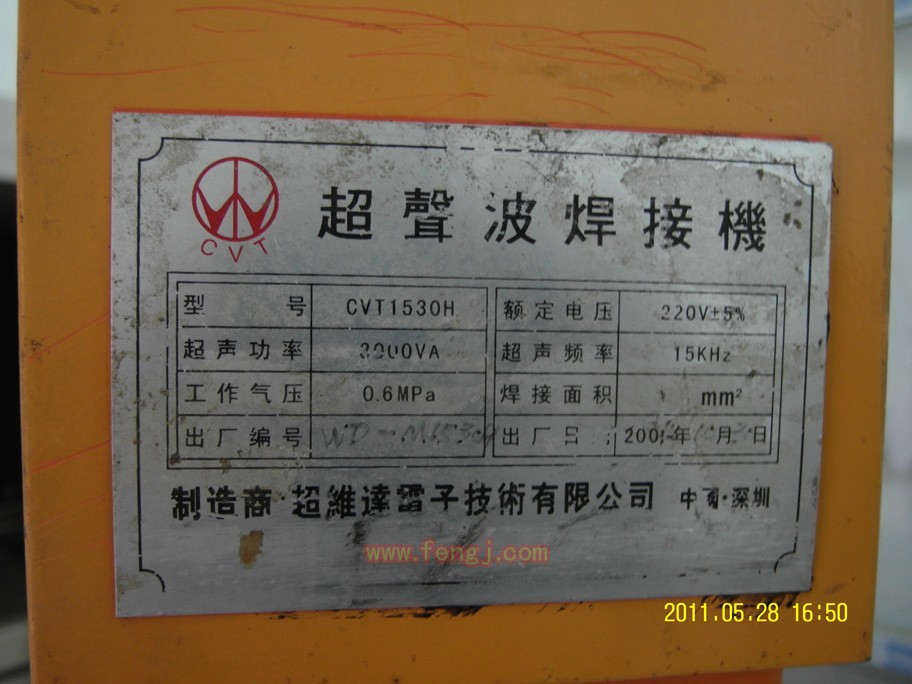 CVT
超聲波焊接機
型号 CVT1530H 额定电压 220V±5%
超声功率 3000VA 超声频率 15KHz
工作气压 0.6MPa 焊接面积 mm²
出厂编号 出厂日 200 年 月 日
制造商·超維達電子技術有限公司 中国·深圳
www.fengj.com
2011.05.28 16:50